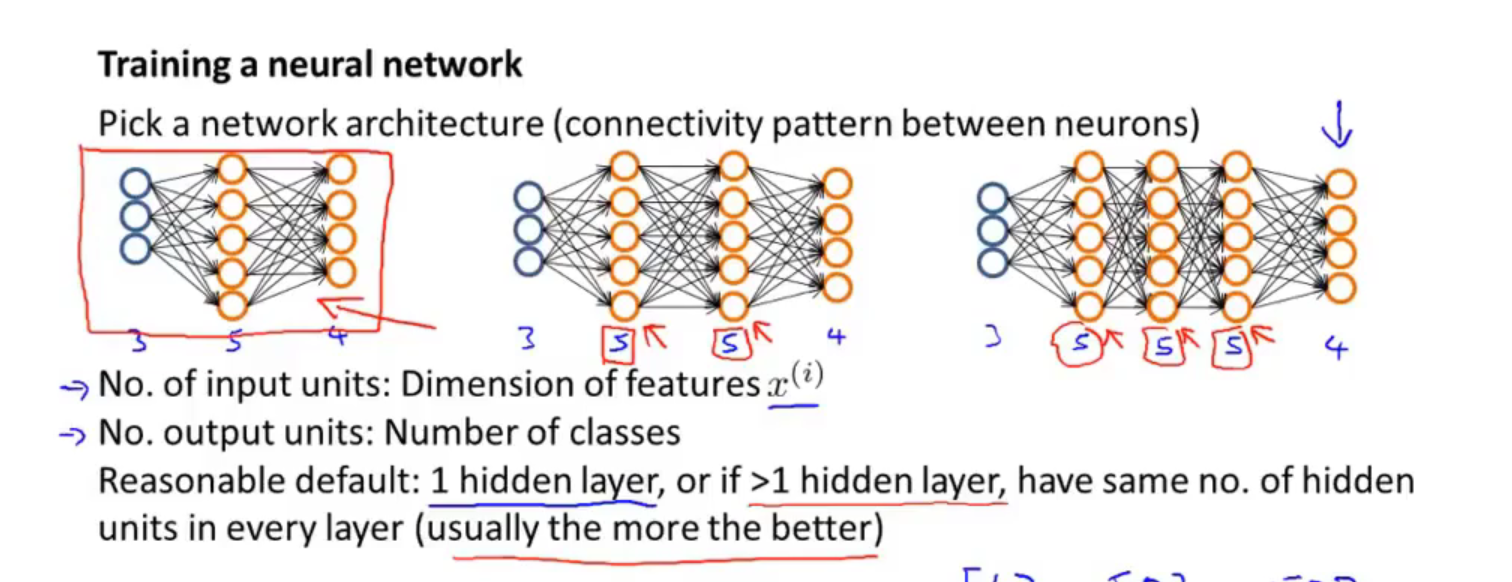 Training a neural network
Pick a network architecture (connectivity pattern between neurons)
3 5 4 3 5 5 4 3 5 5 5 4
→ No. of input units: Dimension of features x^{(i)}
→ No. output units: Number of classes
Reasonable default: 1 hidden layer, or if >1 hidden layer, have same no. of hidden
units in every layer (usually the more the better)